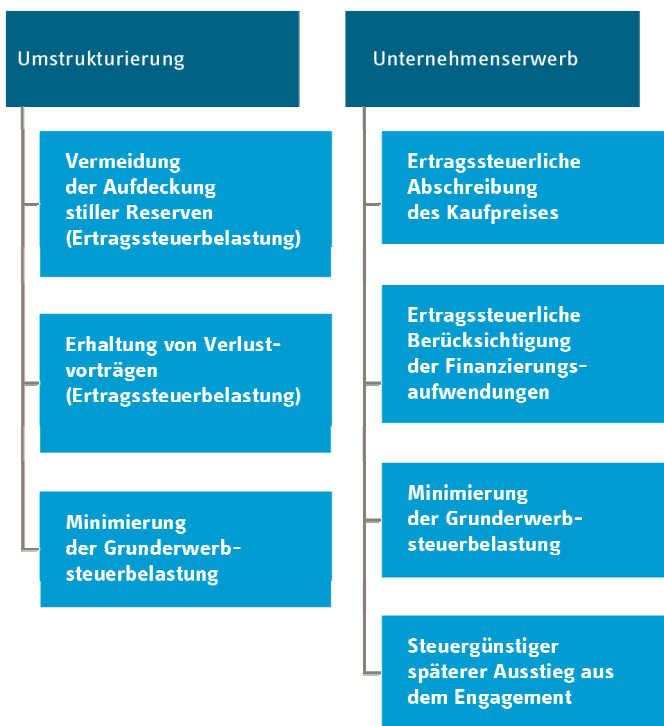 Umstrukturierung
Vermeidung
der Aufdeckung
stiller Reserven
(Ertragssteuerbelastung)
Erhaltung von Verlust-
vorträgen
(Ertragssteuerbelastung)
Minimierung
der Grunderwerb-
steuerbelastung
Unternehmenserwerb
Ertragssteuerliche
Abschreibung
des Kaufpreises
Ertragssteuerliche
Berücksichtigung
der Finanzierungs-
aufwendungen
Minimierung
der Grunderwerb-
steuerbelastung
Steuergünstiger
späterer Ausstieg aus
dem Engagement